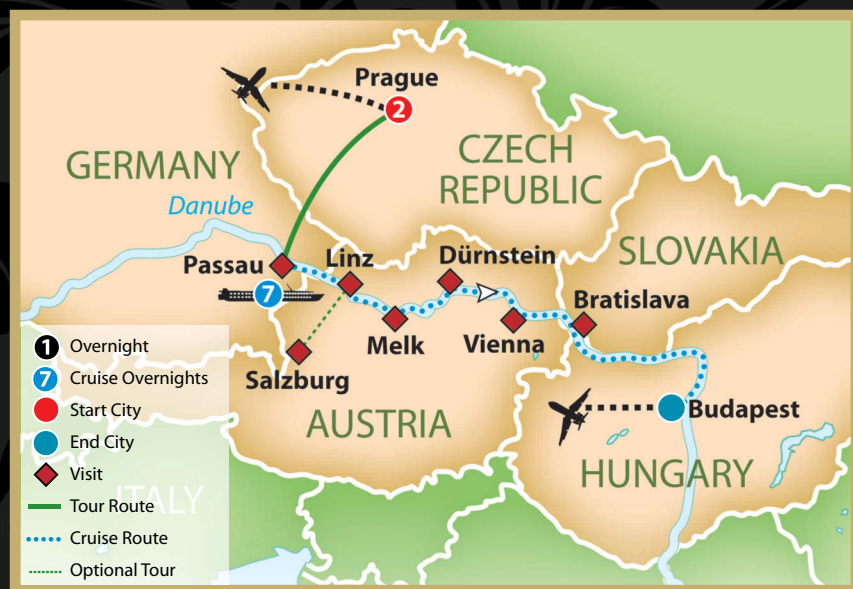 Prague
2
GERMANY
CZECH
REPUBLIC
Danube
SLOVAKIA
Passau
Linz
Dürnstein
7
Bratislava
Melk
Vienna
Salzburg
AUSTRIA
Budapest
HUNGARY
ITALY
1 Overnight
7 Cruise Overnights
Start City
End City
Visit
Tour Route
Cruise Route
Optional Tour